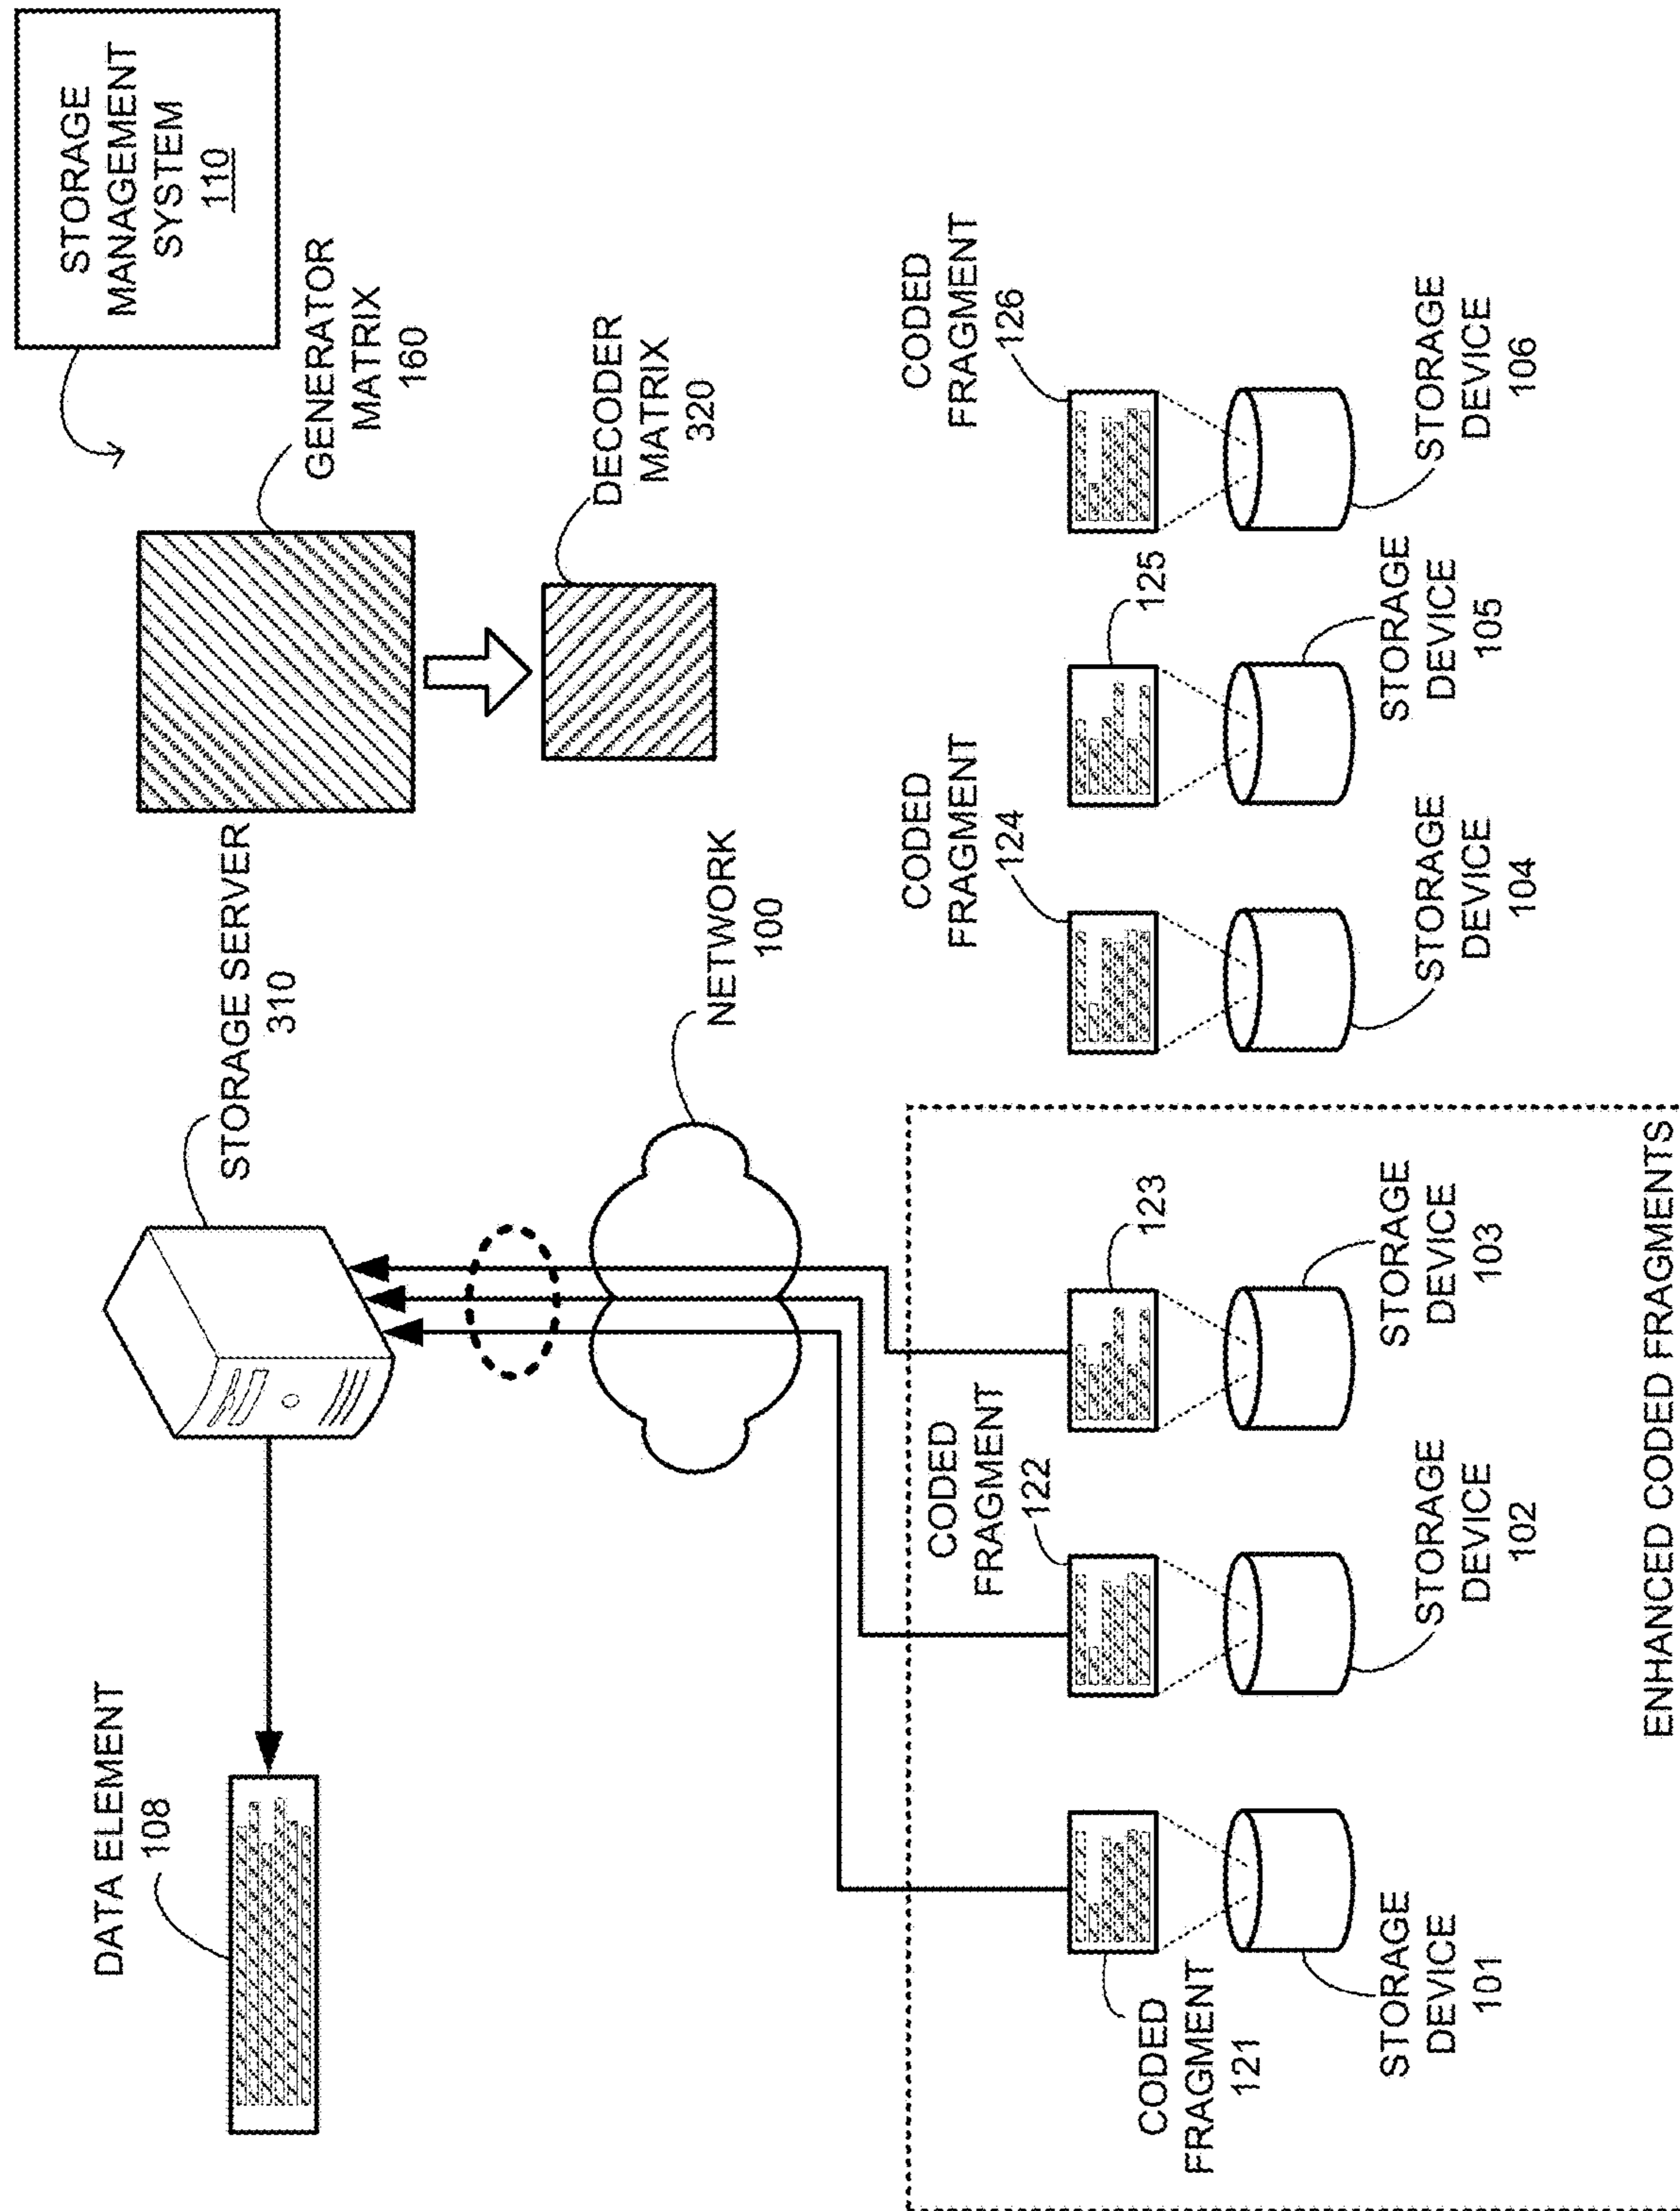 STORAGE
MANAGEMENT
SYSTEM
110
DATA ELEMENT
108
STORAGE SERVER
310
GENERATOR
MATRIX
160
DECODER
MATRIX
320
NETWORK
100
CODED
FRAGMENT
121
CODED
FRAGMENT
122
123
CODED
FRAGMENT
124
125
CODED
FRAGMENT
126
STORAGE
DEVICE
101
STORAGE
DEVICE
102
STORAGE
DEVICE
103
STORAGE
DEVICE
104
STORAGE
DEVICE
105
STORAGE
DEVICE
106
ENHANCED CODED FRAGMENTS